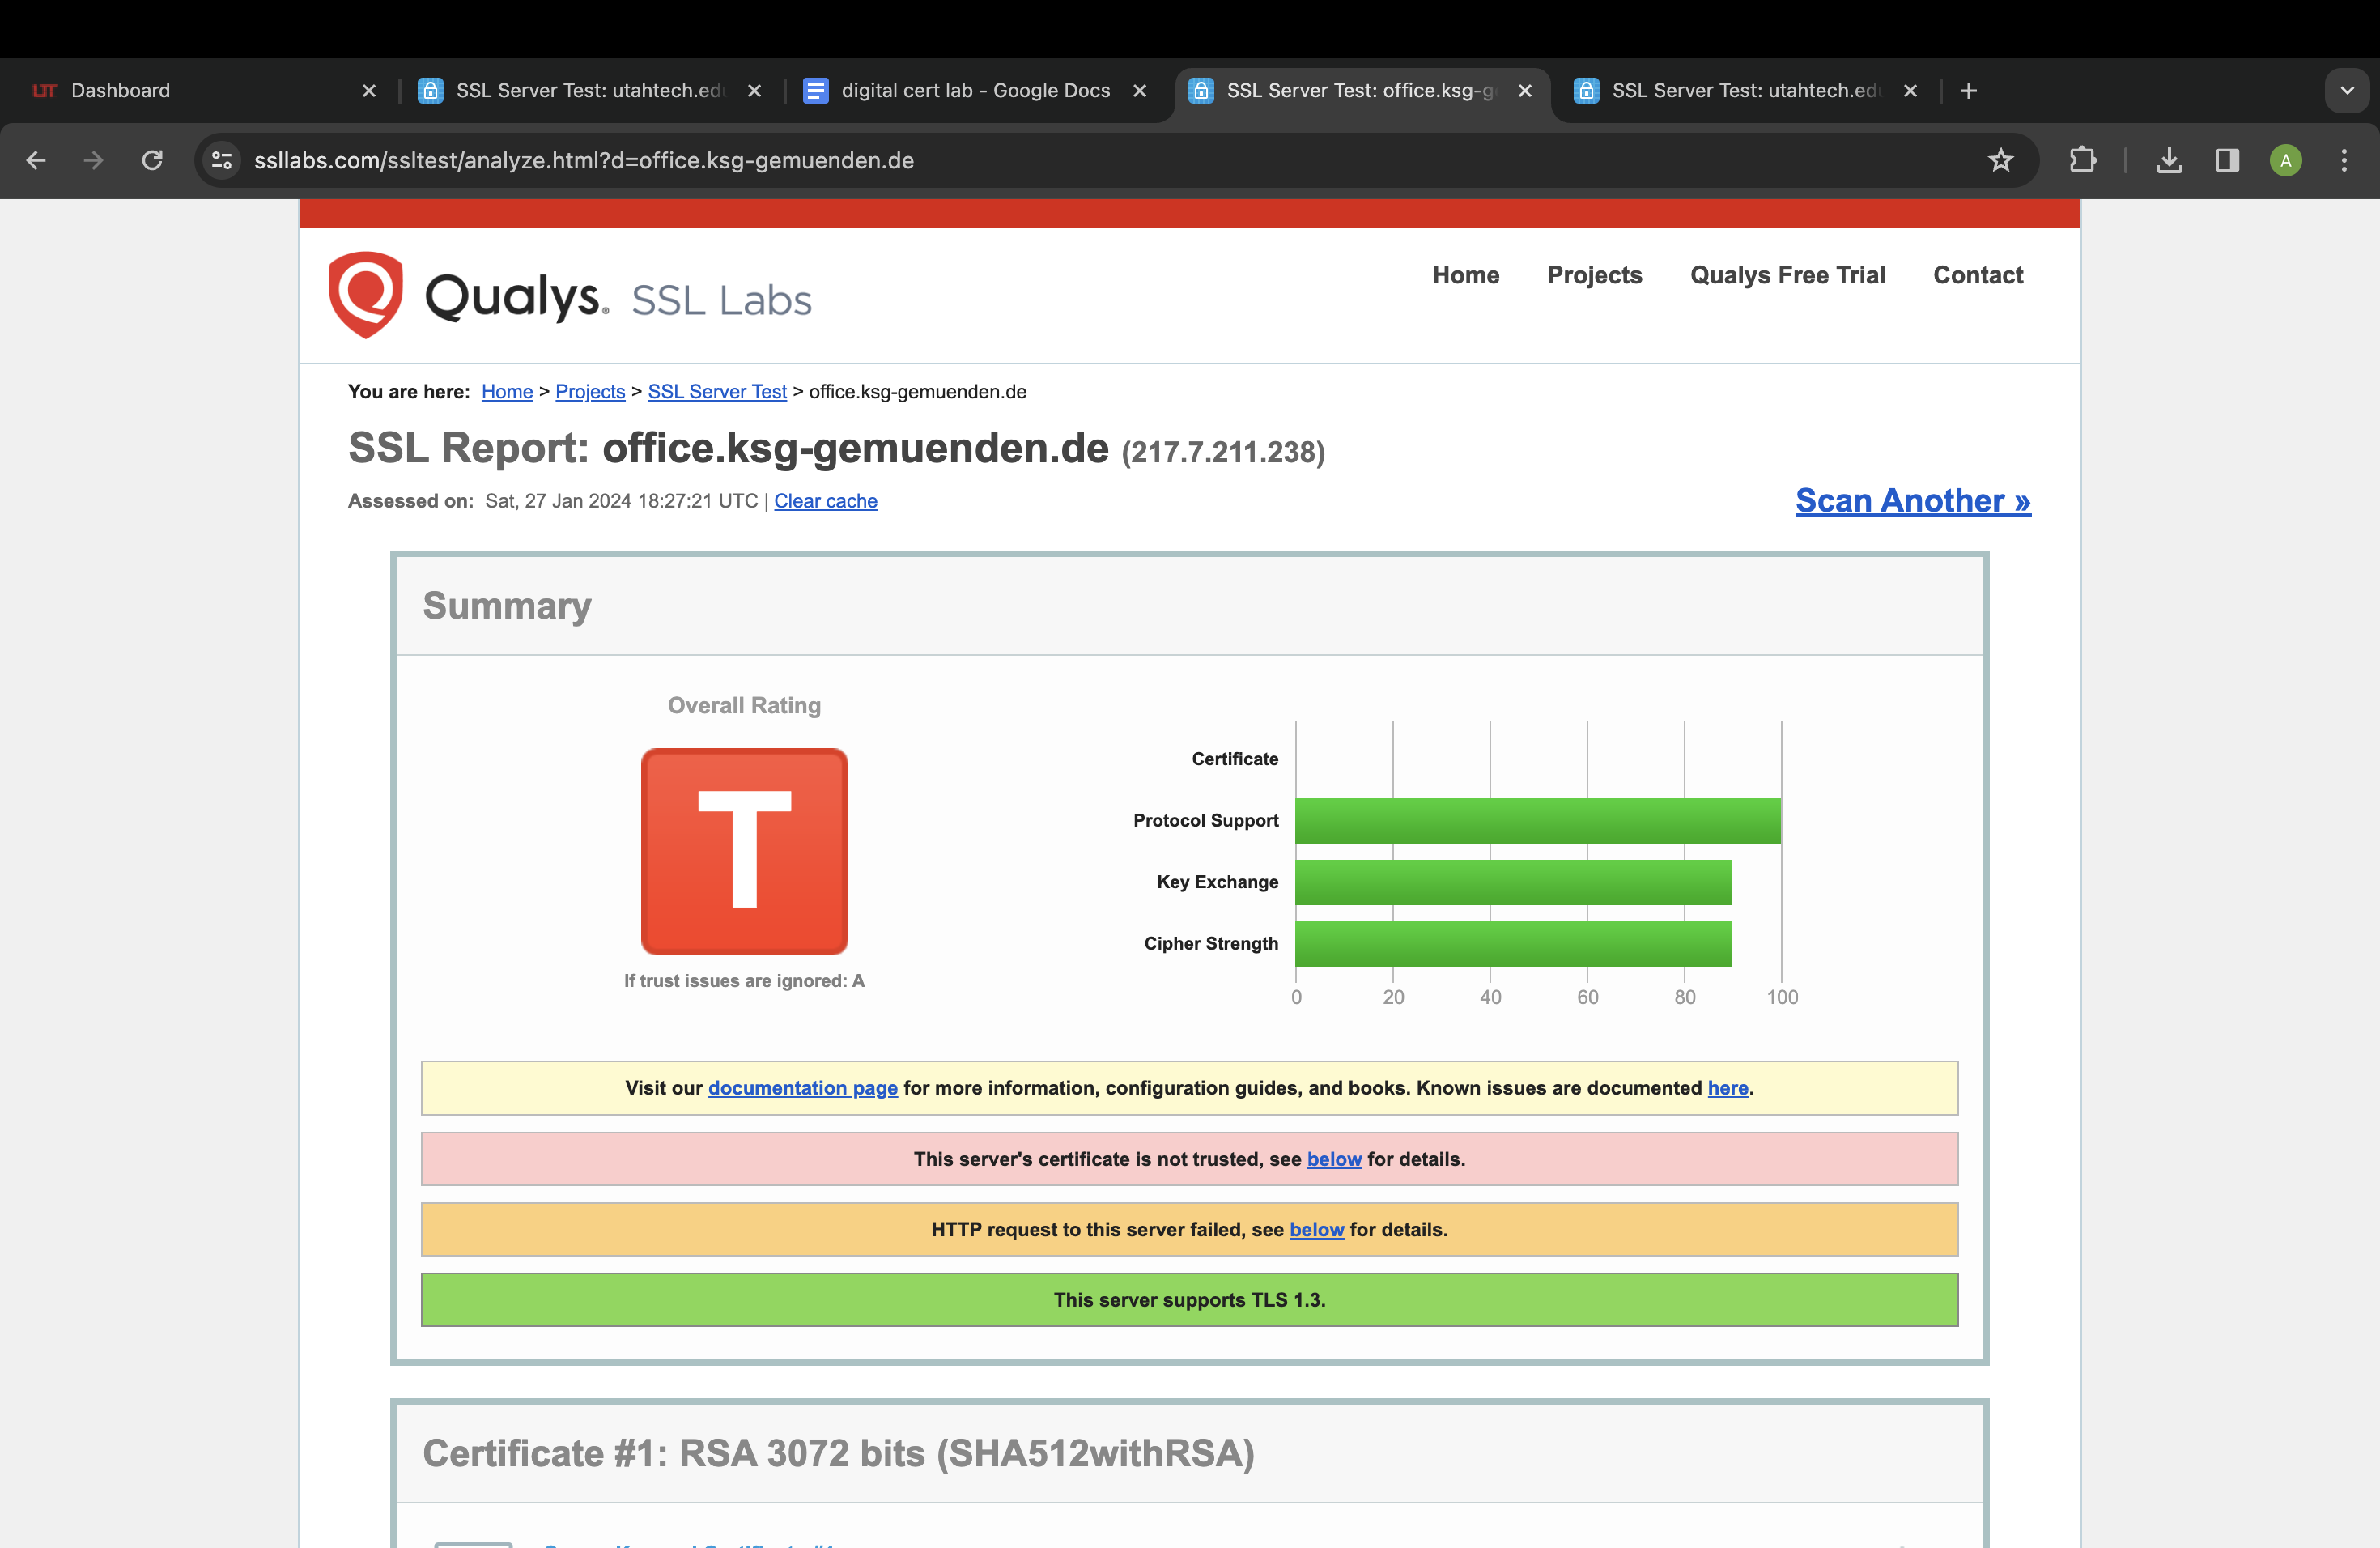 Dashboard
SSL Server Test: utahtech.edu
digital cert lab - Google Docs
SSL Server Test: office.ksg-g
SSL Server Test: utahtech.edu
ssllabs.com/ssltest/analyze.html?d=office.ksg-gemuenden.de
A
Qualys. SSL Labs
Home
Projects
Qualys Free Trial
Contact
You are here: Home > Projects > SSL Server Test > office.ksg-gemuenden.de
SSL Report: office.ksg-gemuenden.de (217.7.211.238)
Assessed on: Sat, 27 Jan 2024 18:27:21 UTC | Clear cache
Scan Another »
Summary
Overall Rating
T
If trust issues are ignored: A
Certificate
Protocol Support
Key Exchange
Cipher Strength
0 20 40 60 80 100
Visit our documentation page for more information, configuration guides, and books. Known issues are documented here.
This server's certificate is not trusted, see below for details.
HTTP request to this server failed, see below for details.
This server supports TLS 1.3.
Certificate #1: RSA 3072 bits (SHA512withRSA)